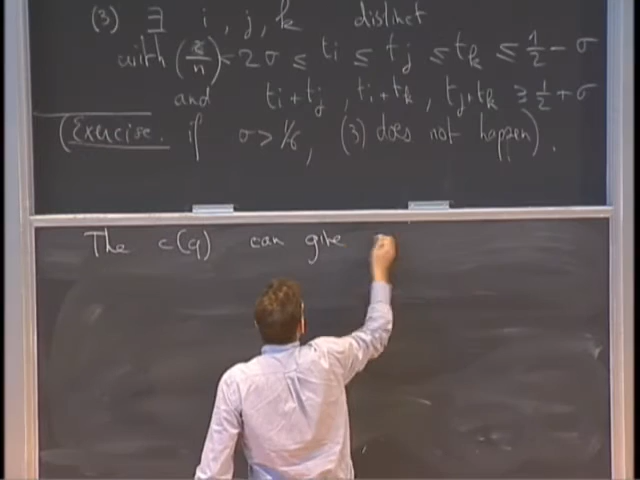 (3) ∃ i, j, k distinct
with 2σ ≤ ti ≤ tj ≤ tk ≤ 1/2 - σ
and ti + tj, ti + tk, tj + tk ≥ 1/2 + σ
(Exercise. if σ > 1/6, (3) does not happen).
The c(q) can give